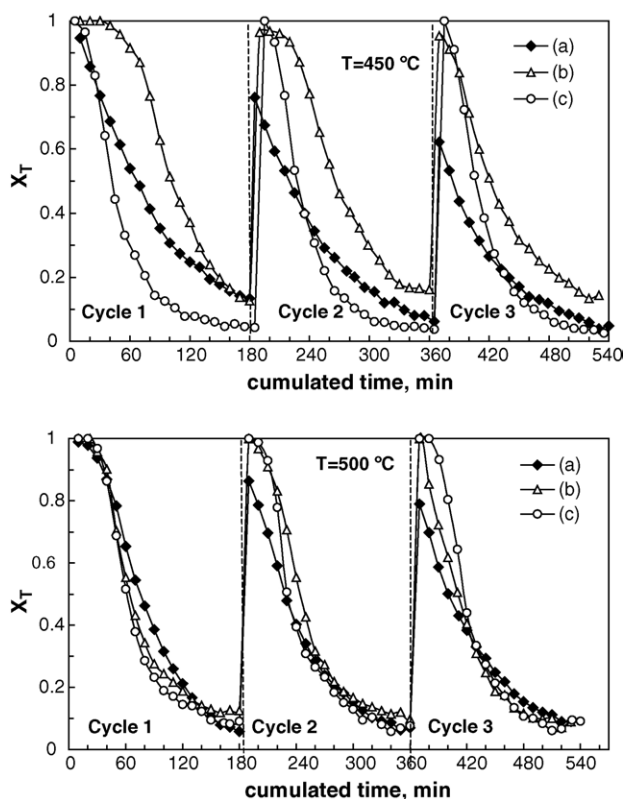 1
0.8
0.6
0.4
0.2
0
X_T
T=450 ºC
(a)
(b)
(c)
Cycle 1
Cycle 2
Cycle 3
0 60 120 180 240 300 360 420 480 540
cumulated time, min
1
0.8
0.6
0.4
0.2
0
X_T
T=500 ºC
(a)
(b)
(c)
Cycle 1
Cycle 2
Cycle 3
0 60 120 180 240 300 360 420 480 540
cumulated time, min